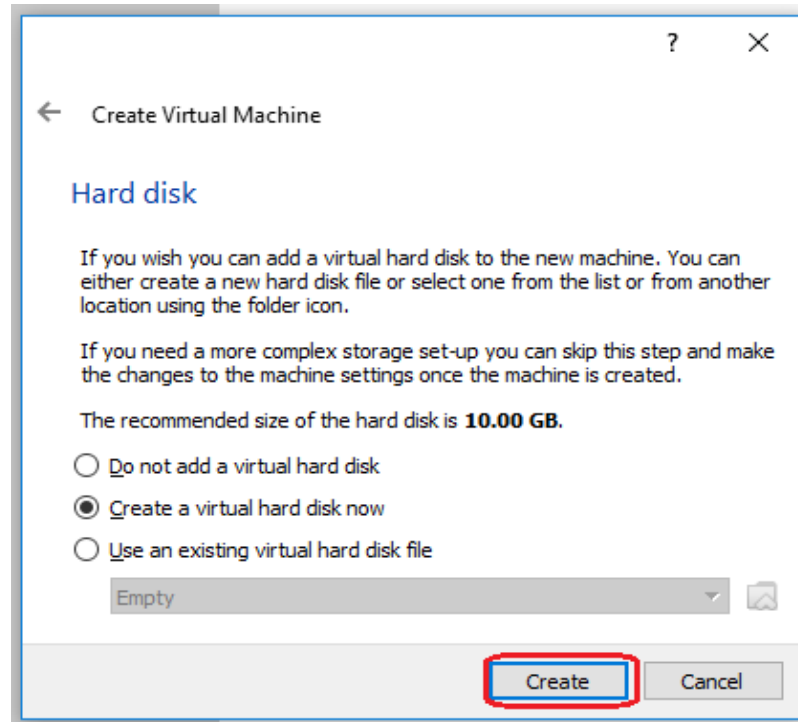 ?
Create Virtual Machine
Hard disk
If you wish you can add a virtual hard disk to the new machine. You can
either create a new hard disk file or select one from the list or from another
location using the folder icon.
If you need a more complex storage set-up you can skip this step and make
the changes to the machine settings once the machine is created.
The recommended size of the hard disk is 10.00 GB.
Do not add a virtual hard disk
Create a virtual hard disk now
Use an existing virtual hard disk file
Empty
Create Cancel